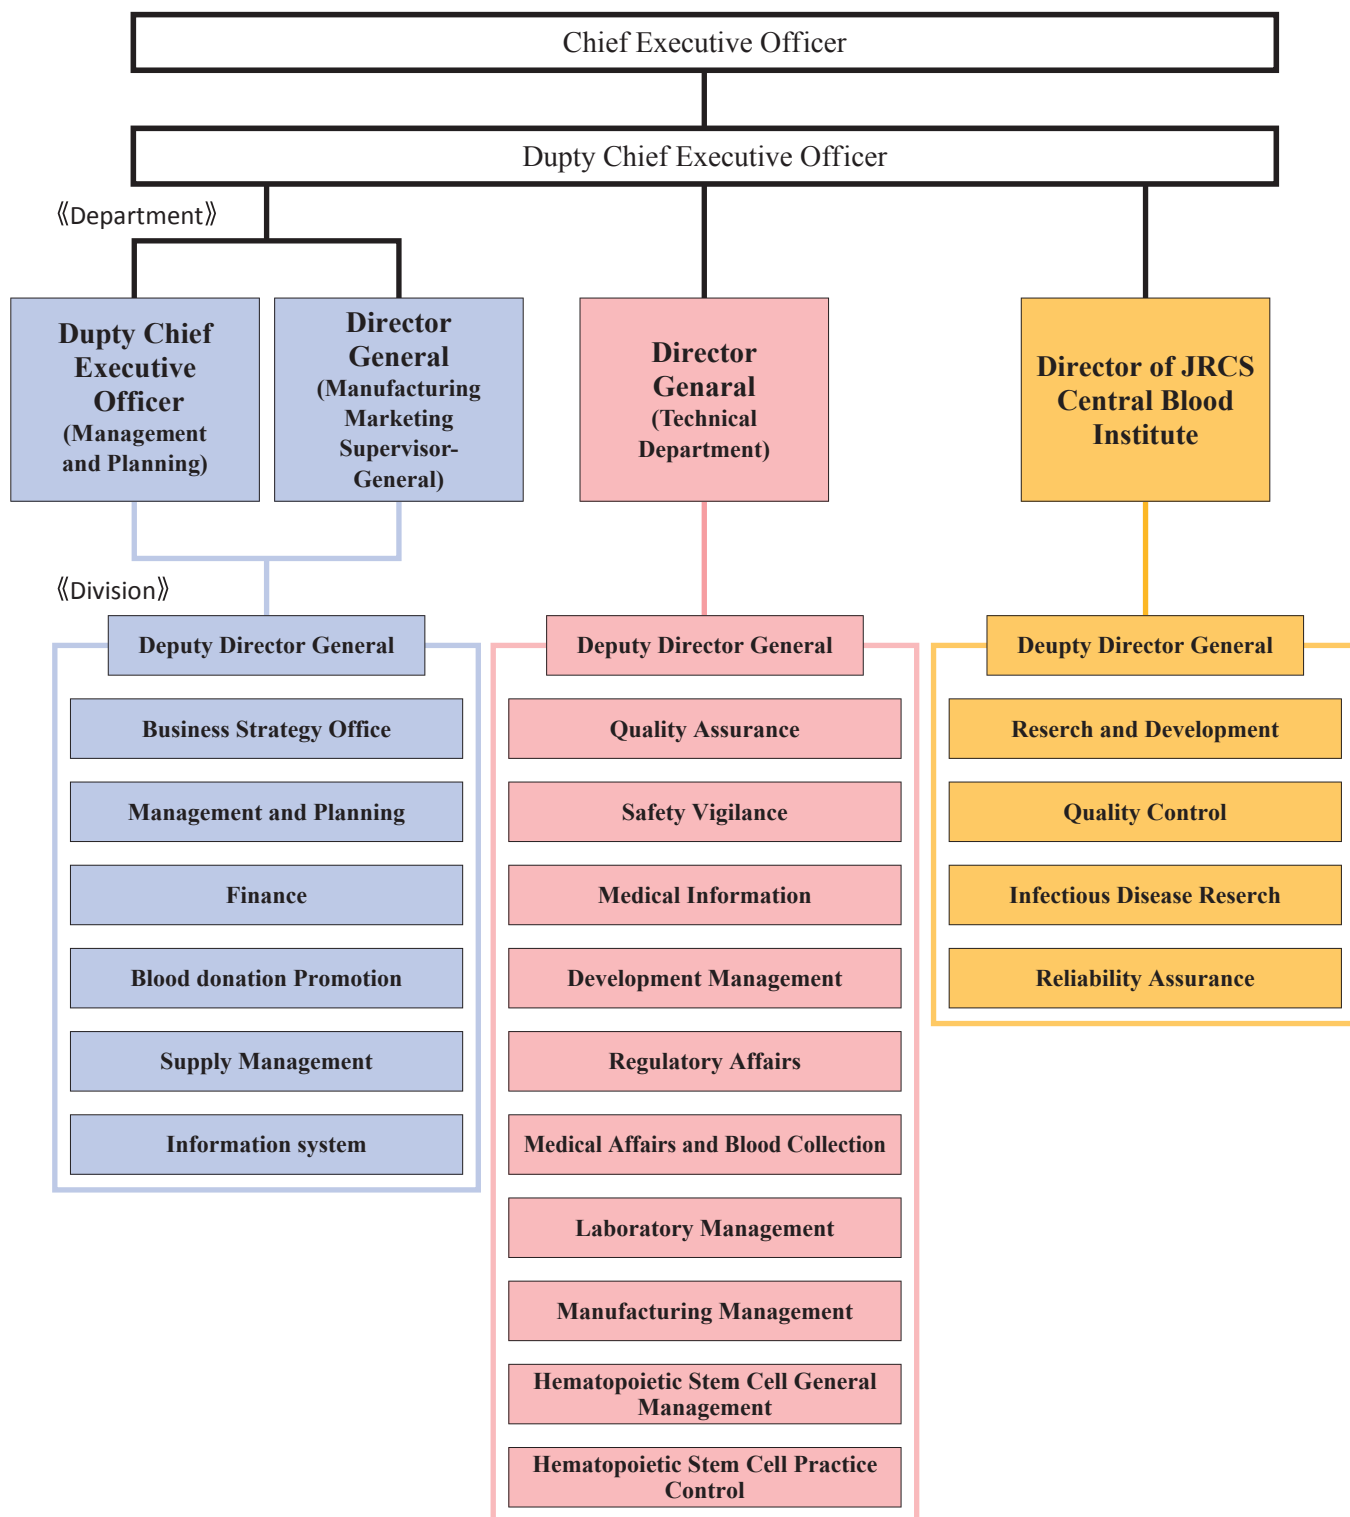 Chief Executive Officer
Dupty Chief Executive Officer
《Department》
Dupty Chief
Executive
Officer
(Management
and Planning)
Director
General
(Manufacturing
Marketing
Supervisor-
General)
Director
Genaral
(Technical
Department)
Director of JRCS
Central Blood
Institute
《Division》
Deputy Director General
Business Strategy Office
Management and Planning
Finance
Blood donation Promotion
Supply Management
Information system
Deputy Director General
Quality Assurance
Safety Vigilance
Medical Information
Development Management
Regulatory Affairs
Medical Affairs and Blood Collection
Laboratory Management
Manufacturing Management
Hematopoietic Stem Cell General
Management
Hematopoietic Stem Cell Practice
Control
Deupty Director General
Reserch and Development
Quality Control
Infectious Disease Reserch
Reliability Assurance